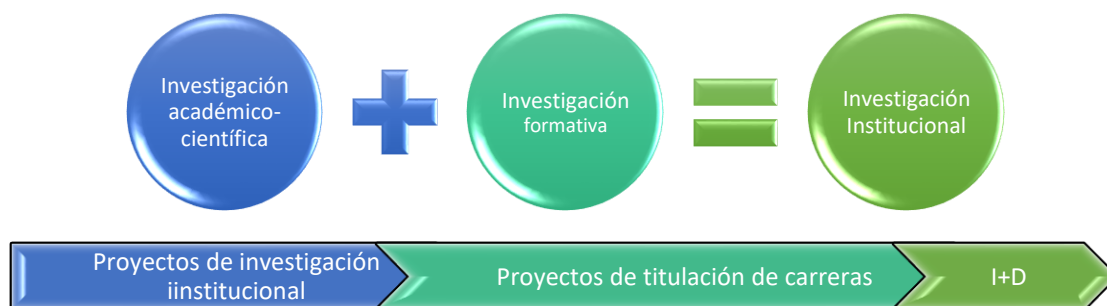 Investigación
académico-
científica
Investigación
formativa
Investigación
Institucional
Proyectos de investigación
iinstitucional
Proyectos de titulación de carreras
I+D